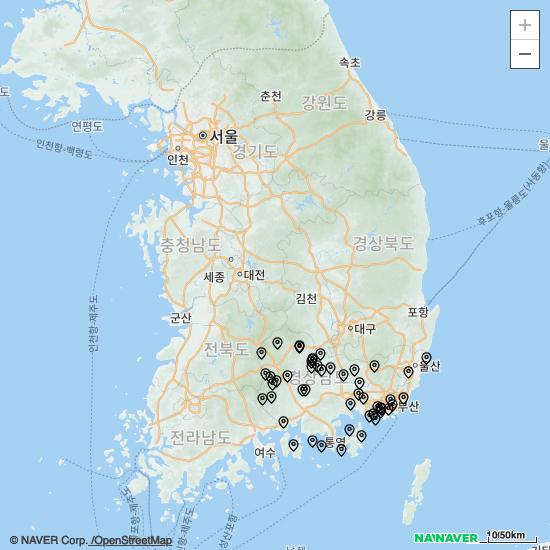 +
−
속초
춘천
강원도
강릉
도
연평도
서울
인천
경기도
인천항-백령도
울
후포항-울릉도(사동항)
충청남도
경상북도
세종
대전
인천항-제주도
김천
군산
포항
대구
전북도
울산
경상남
부산
전라남도
여수
통영
© NAVER Corp. /OpenStreetMap
NAVER
10/50km